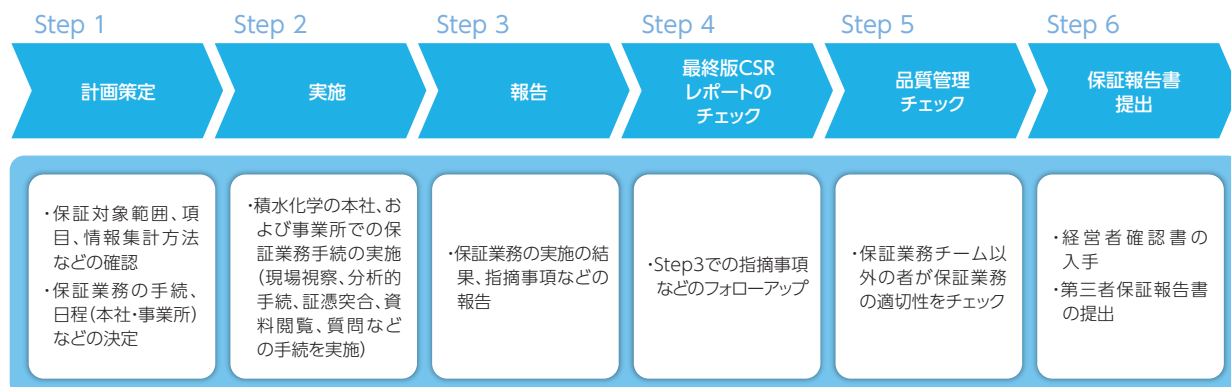 Step 1
Step 2
Step 3
Step 4
Step 5
Step 6
計画策定
実施
報告
最終版CSR
レポートの
チェック
品質管理
チェック
保証報告書
提出
・保証対象範囲、項
目、情報集計方法
などの確認
・保証業務の手続、
日程(本社・事業所)
などの決定
・積水化学の本社、お
よび事業所での保
証業務手続の実施
(現場視察、分析的
手続、証憑突合、資
料閲覧、質問など
の手続を実施)
・保証業務の実施の結
果、指摘事項などの
報告
・Step3での指摘事項
などのフォローアップ
・保証業務チーム以
外の者が保証業務
の適切性をチェック
・経営者確認書の
入手
・第三者保証報告書
の提出